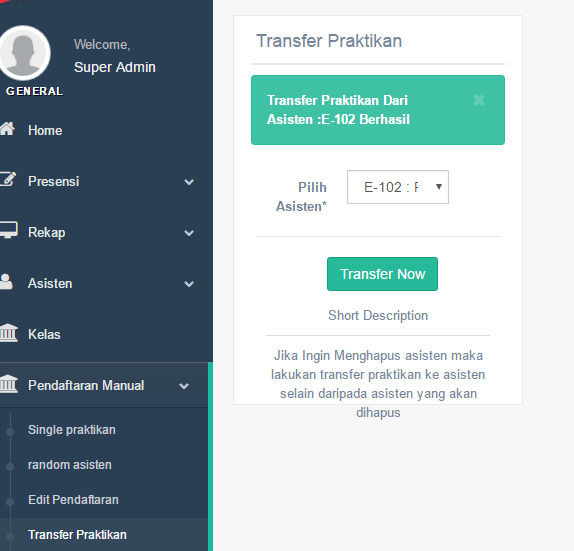 Welcome,
Super Admin
GENERAL
Home
Presensi
Rekap
Asisten
Kelas
Pendaftaran Manual
Single praktikan
random asisten
Edit Pendaftaran
Transfer Praktikan
Transfer Praktikan
Transfer Praktikan Dari
Asisten :E-102 Berhasil
×
Pilih
Asisten*
E-102 :
Transfer Now
Short Description
Jika Ingin Menghapus asisten maka
lakukan transfer praktikan ke asisten
selain daripada asisten yang akan
dihapus